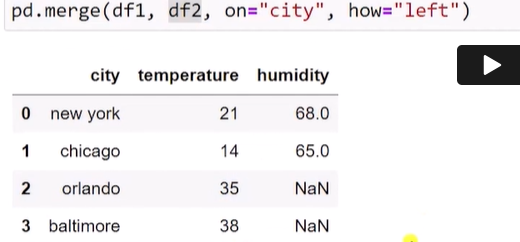 pd.merge(df1, df2, on="city", how="left")
city temperature humidity
0 new york 21 68.0
1 chicago 14 65.0
2 orlando 35 NaN
3 baltimore 38 NaN